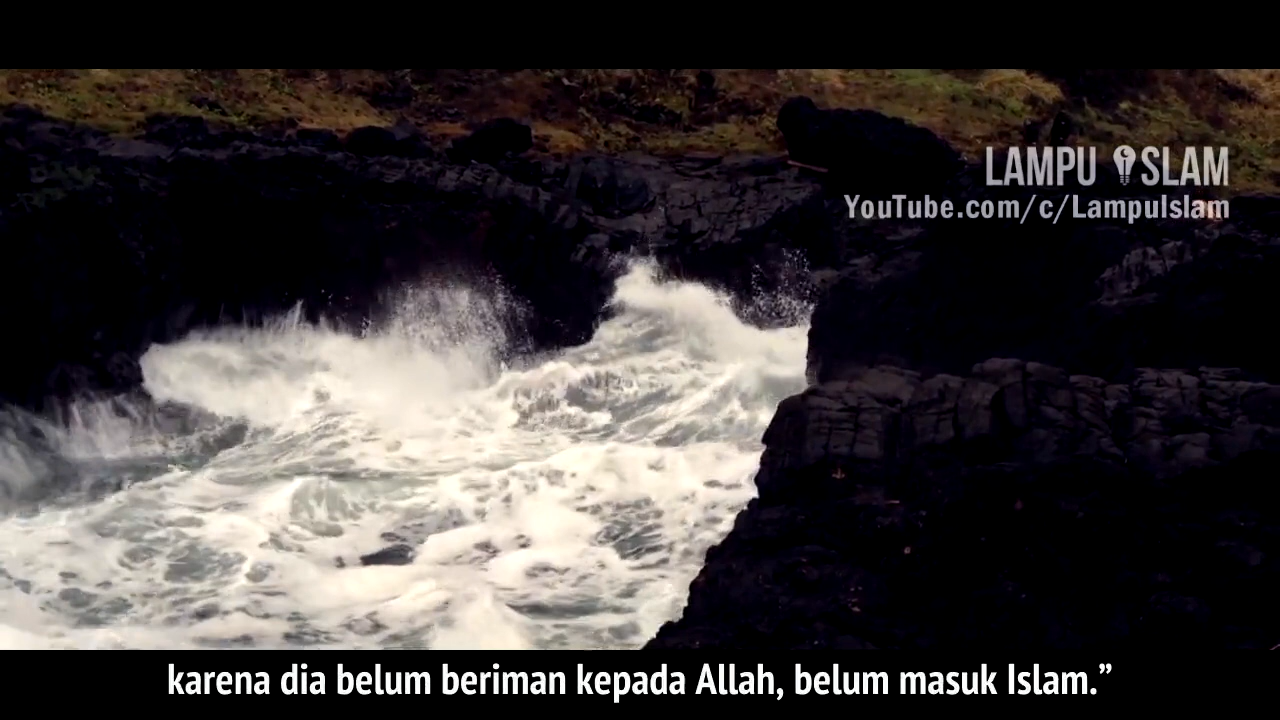 LAMPU ISLAM
YouTube.com/c/LampuIslam
karena dia belum beriman kepada Allah, belum masuk Islam.”